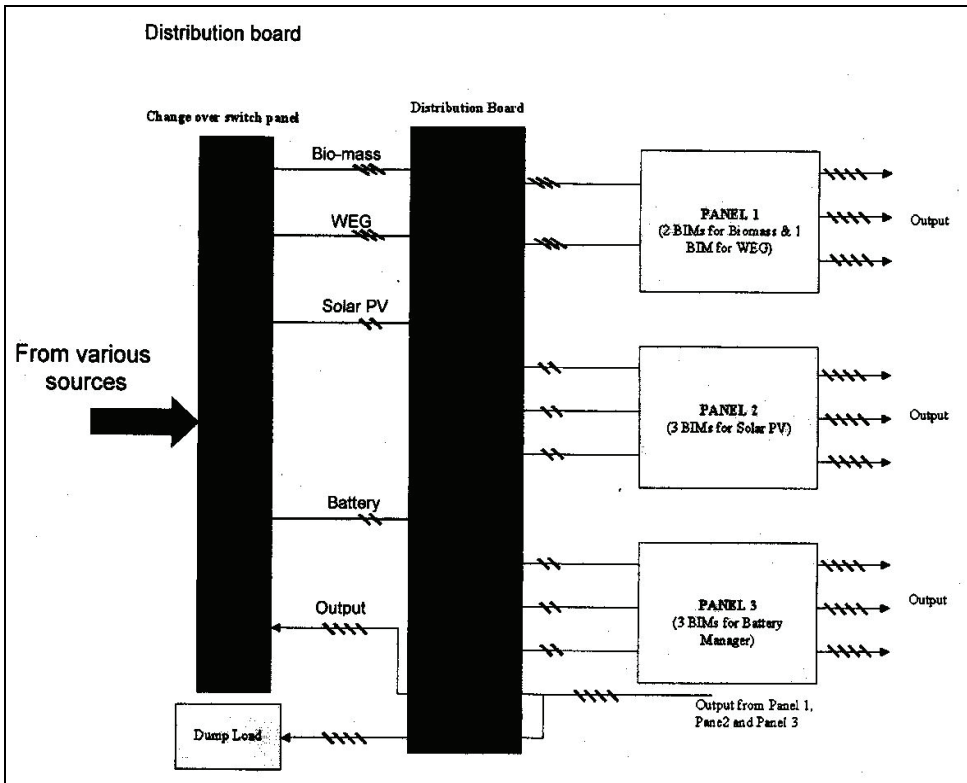 Distribution board
Change over switch panel
Distribution Board
Bio-mass
WEG
Solar PV
From various
sources
Battery
Output
Dump Load
PANEL 1
(2 BIMs for Biomass & 1
BIM for WEG)
Output
PANEL 2
(3 BIMs for Solar PV)
Output
PANEL 3
(3 BIMs for Battery
Manager)
Output
Output from Panel 1,
Pane2 and Panel 3